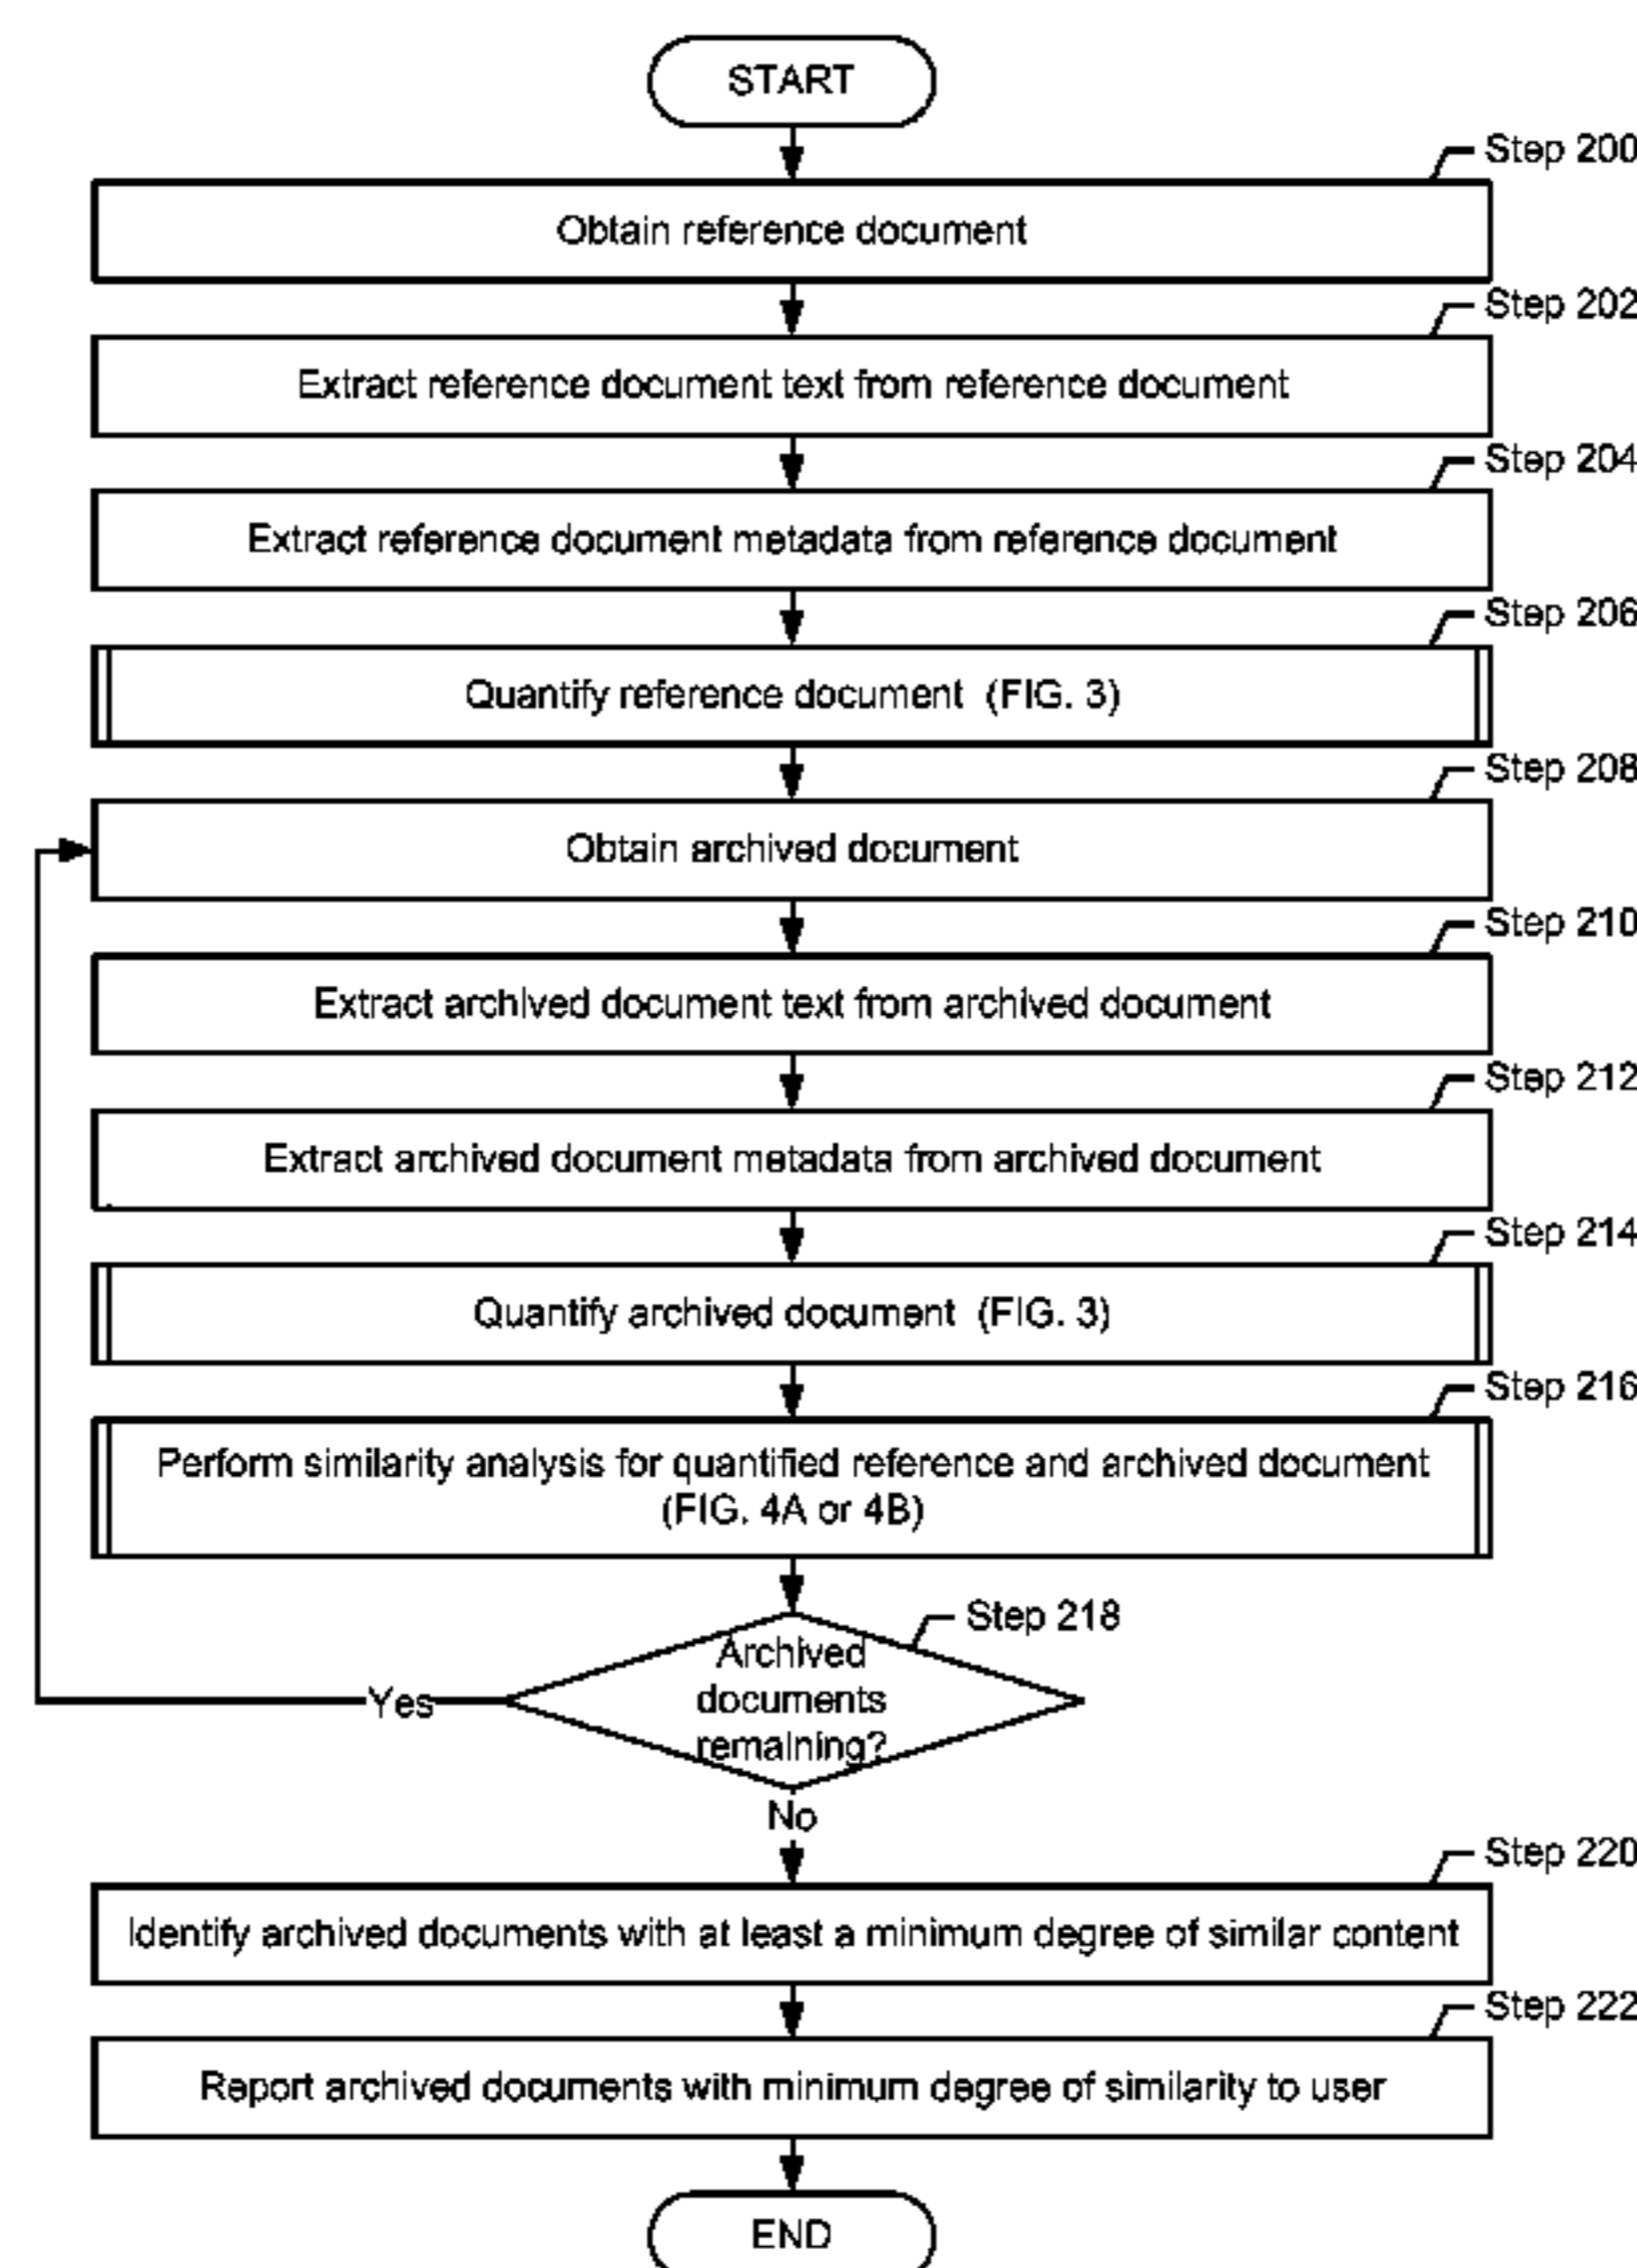 START
Step 200
Obtain reference document
Step 202
Extract reference document text from reference document
Step 204
Extract reference document metadata from reference document
Step 206
Quantify reference document (FIG. 3)
Step 208
Obtain archived document
Step 210
Extract archived document text from archived document
Step 212
Extract archived document metadata from archived document
Step 214
Quantify archived document (FIG. 3)
Step 216
Perform similarity analysis for quantified reference and archived document
(FIG. 4A or 4B)
Step 218
Archived
documents
remaining?
Yes
No
Step 220
Identify archived documents with at least a minimum degree of similar content
Step 222
Report archived documents with minimum degree of similarity to user
END